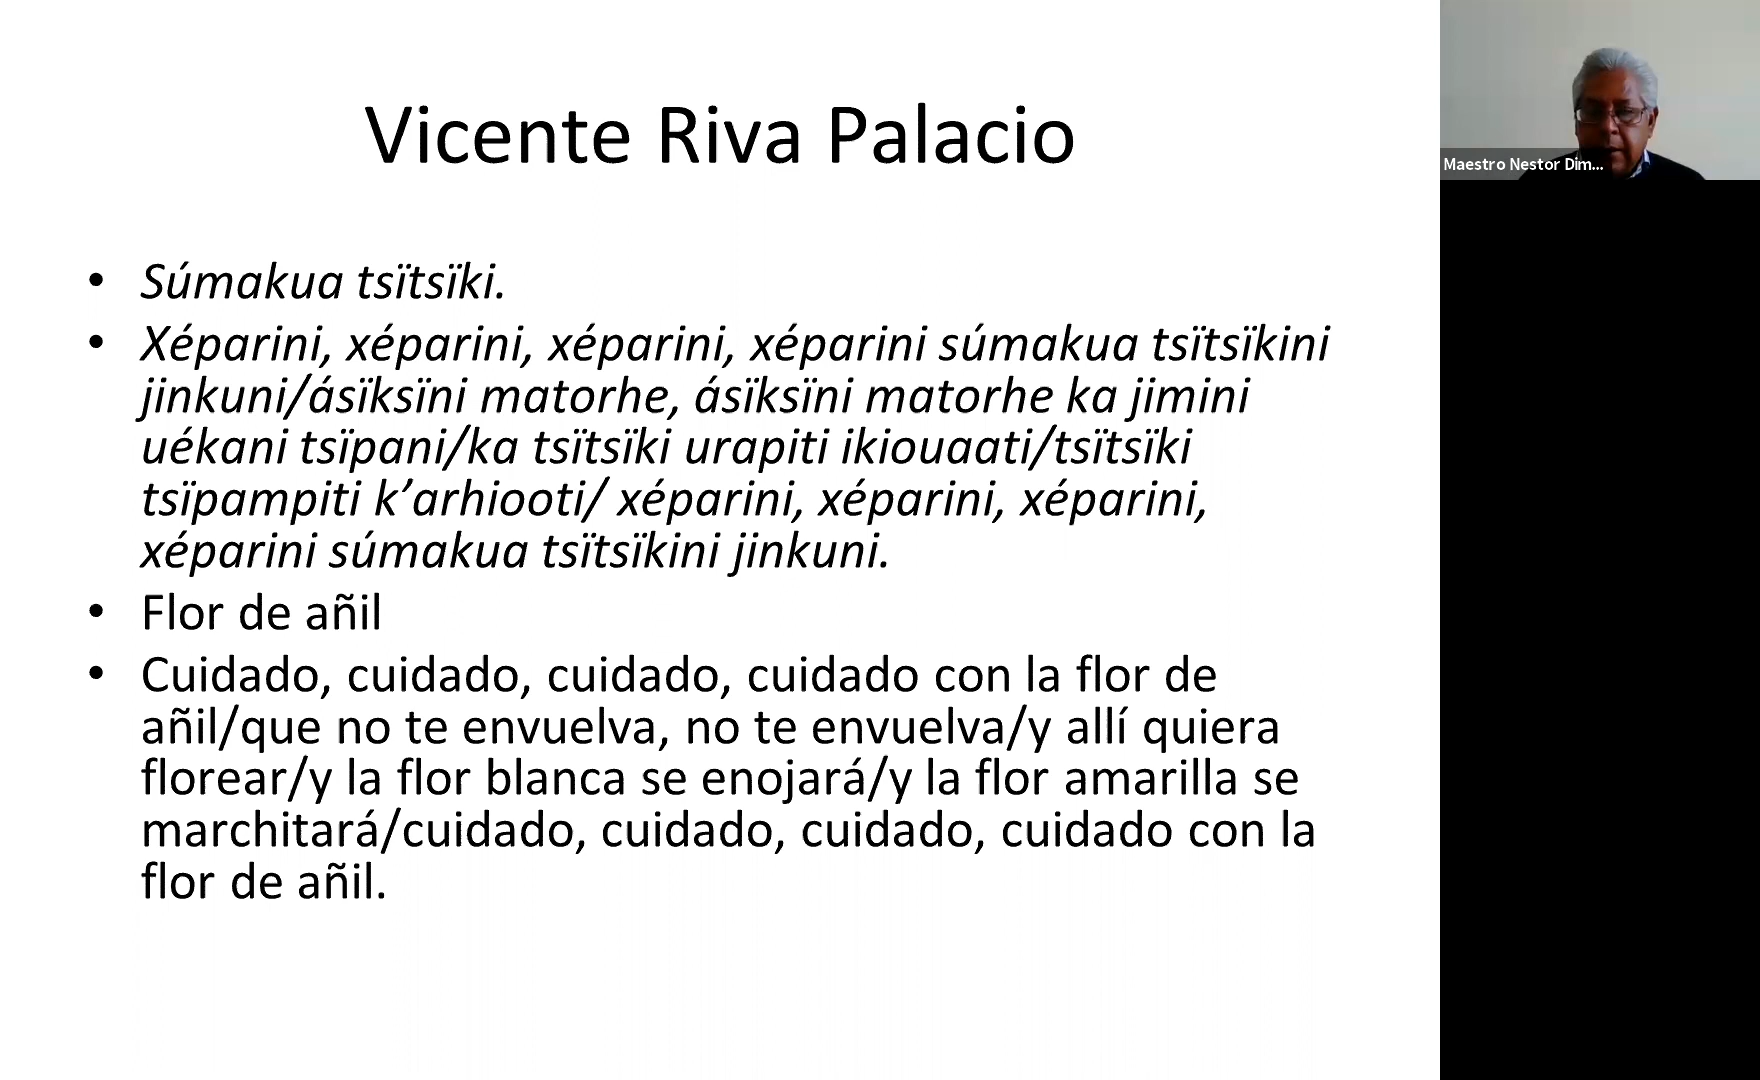 Vicente Riva Palacio
• Súmakua tsïtsïki.
• Xéparini, xéparini, xéparini, xéparini súmakua tsïtsïkini
jinkuni/ásïksïni matorhe, ásïksïni matorhe ka jimini
uékani tsïpani/ka tsïtsïki urapiti ikiouaati/tsïtsïki
tsïpampiti k’arhiooti/ xéparini, xéparini, xéparini,
xéparini súmakua tsïtsïkini jinkuni.
• Flor de añil
• Cuidado, cuidado, cuidado, cuidado con la flor de
añil/que no te envuelva, no te envuelva/y allí quiera
florear/y la flor blanca se enojará/y la flor amarilla se
marchitará/cuidado, cuidado, cuidado, cuidado con la
flor de añil.
Maestro Nestor Dim...